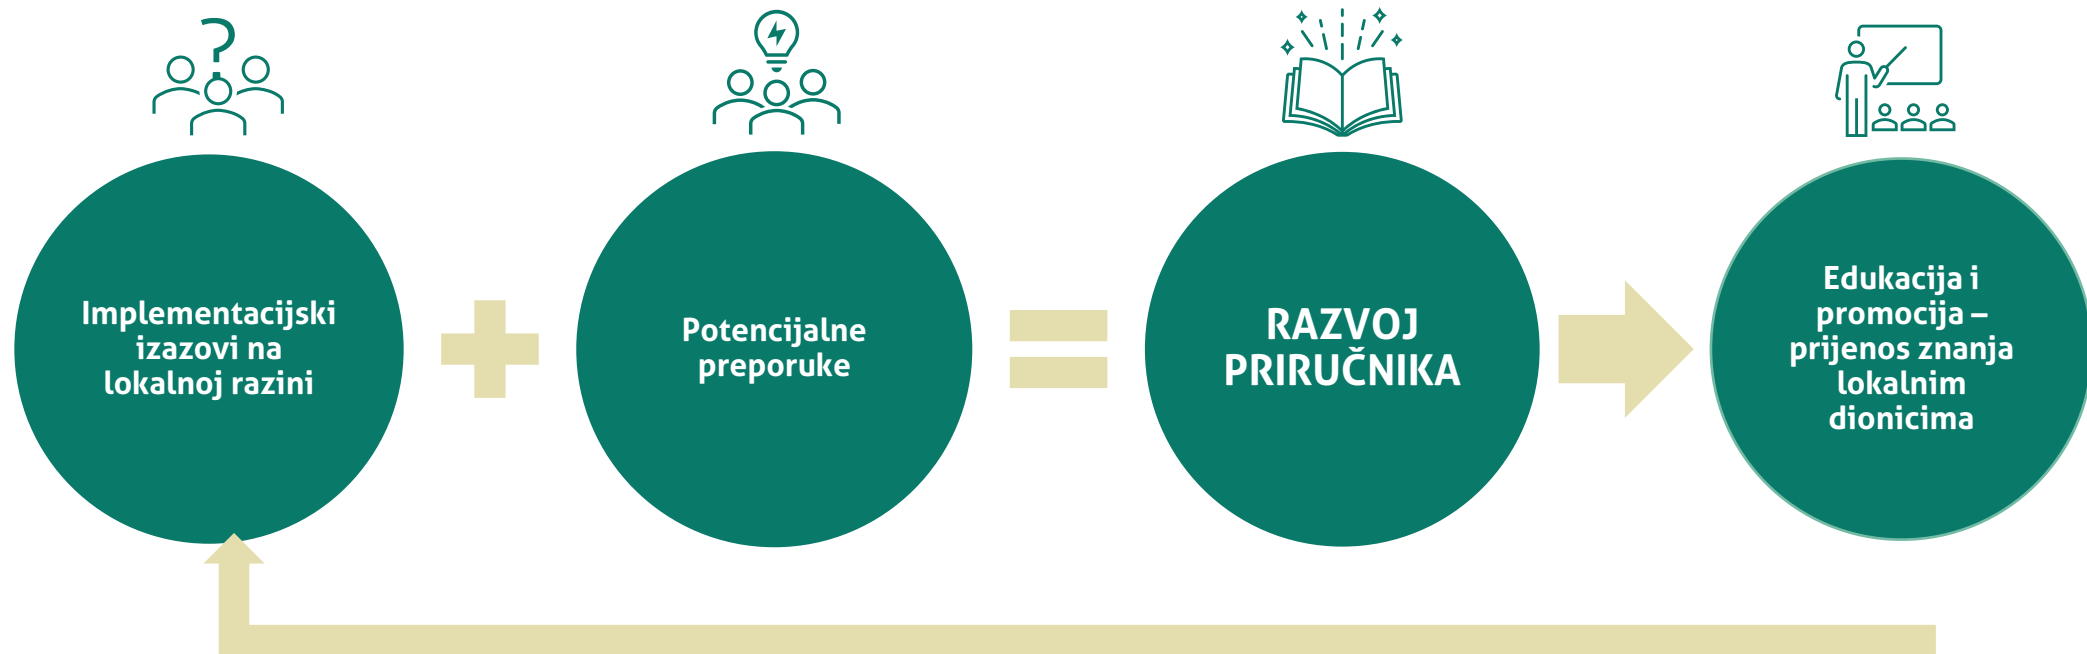 Implementacijski
izazovi na
lokalnoj razini
Potencijalne
preporuke
RAZVOJ
PRIRUČNIKA
Edukacija i
promocija –
prijenos znanja
lokalnim
dionicima